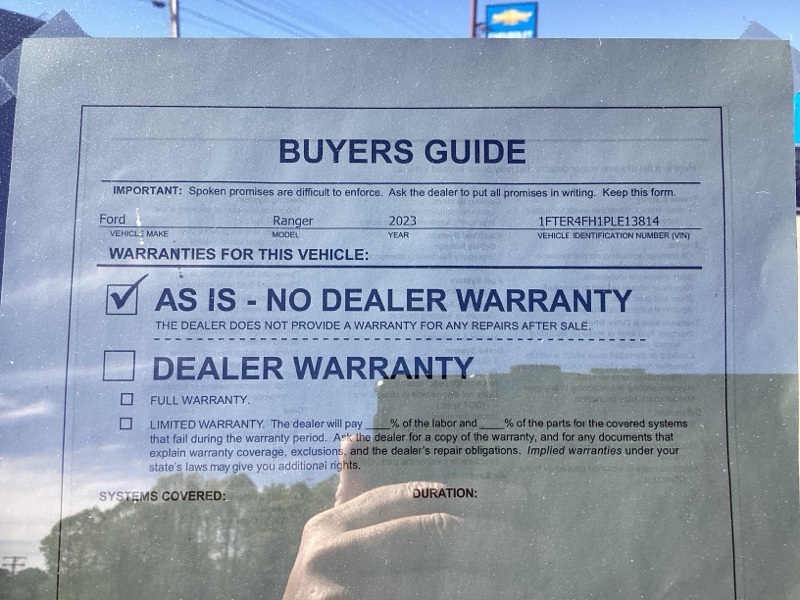 CHEVROLET
BUYERS GUIDE
IMPORTANT: Spoken promises are difficult to enforce. Ask the dealer to put all promises in writing. Keep this form.
Ford Ranger 2023 1FTER4FH1PLE13814
VEHICLE MAKE MODEL YEAR VEHICLE IDENTIFICATION NUMBER (VIN)
WARRANTIES FOR THIS VEHICLE:
AS IS - NO DEALER WARRANTY
THE DEALER DOES NOT PROVIDE A WARRANTY FOR ANY REPAIRS AFTER SALE.
DEALER WARRANTY
FULL WARRANTY.
LIMITED WARRANTY. The dealer will pay ____% of the labor and ____% of the parts for the covered systems
that fail during the warranty period. Ask the dealer for a copy of the warranty, and for any documents that
explain warranty coverage, exclusions, and the dealer's repair obligations. Implied warranties under your
state's laws may give you additional rights.
SYSTEMS COVERED: DURATION: